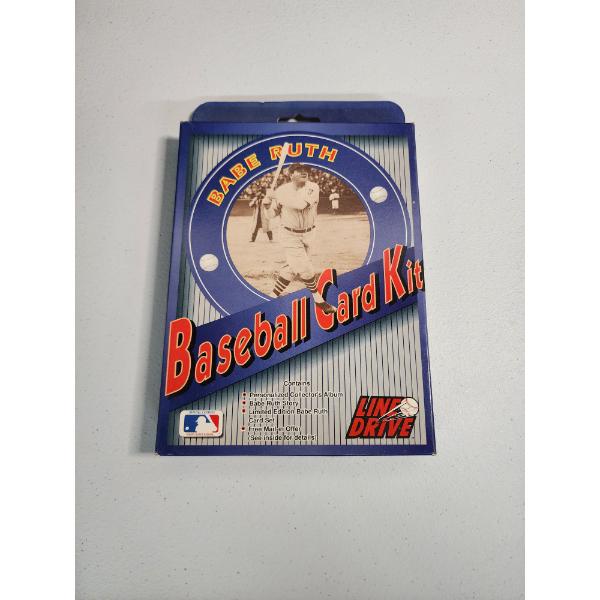 BABE RUTH
Baseball Card Kit
Contains
• Personalized Collector's Album
• Babe Ruth Story
• Limited Edition Babe Ruth
Card Set
• Free Mail-in Offer
(See inside for details)
LINE
DRIVE